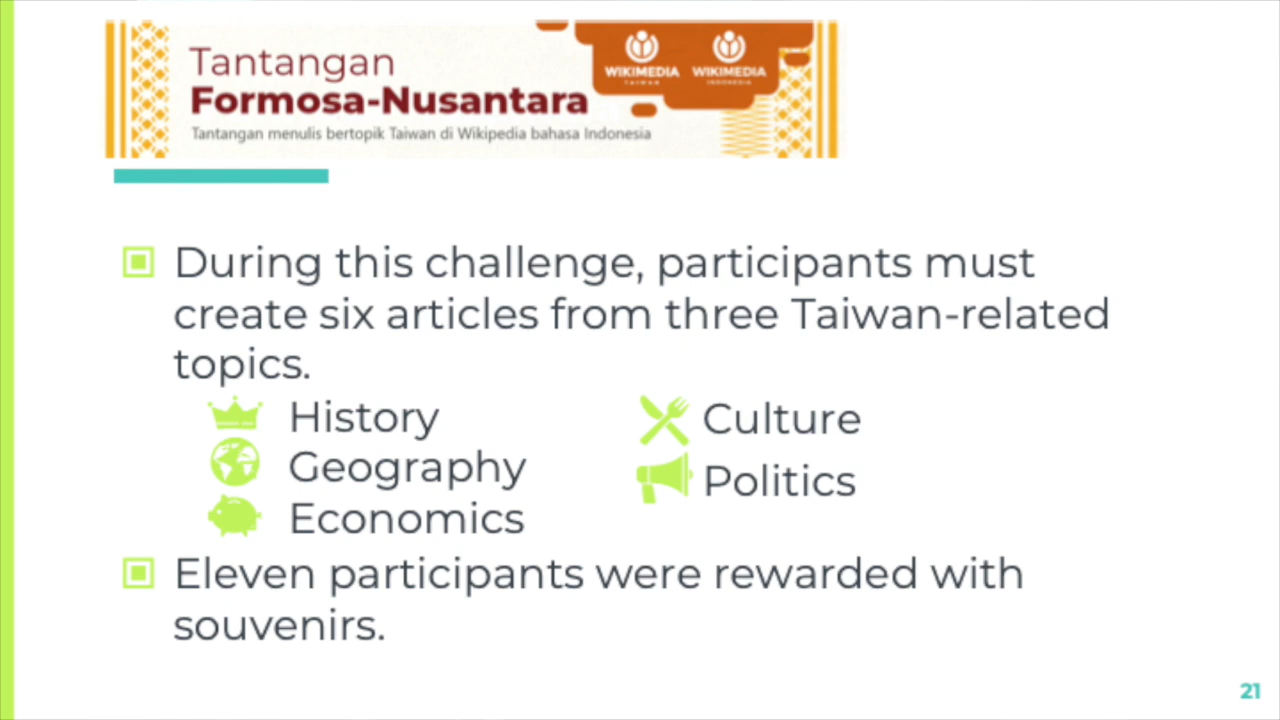 Tantangan
Formosa-Nusantara
Tantangan menulis bertopik Taiwan di Wikipedia bahasa Indonesia
WIKIMEDIA
TAIWAN
WIKIMEDIA
INDONESIA
During this challenge, participants must
create six articles from three Taiwan-related
topics.
History
Geography
Economics
Culture
Politics
Eleven participants were rewarded with
souvenirs.
21